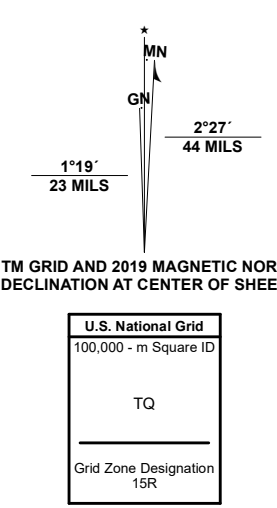 ★
MN
GN
2°27´
44 MILS
1°19´
23 MILS
TM GRID AND 2019 MAGNETIC NOR
DECLINATION AT CENTER OF SHEE
U.S. National Grid
100,000 - m Square ID
TQ
Grid Zone Designation
15R